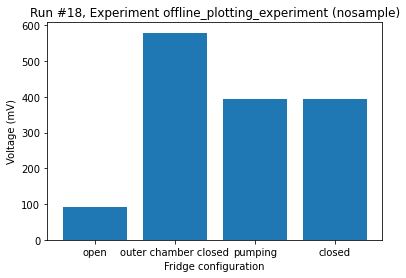 Run #18, Experiment offline_plotting_experiment (nosample)
600
500
400
300
200
100
0
Voltage (mV)
open outer chamber closed pumping closed
Fridge configuration